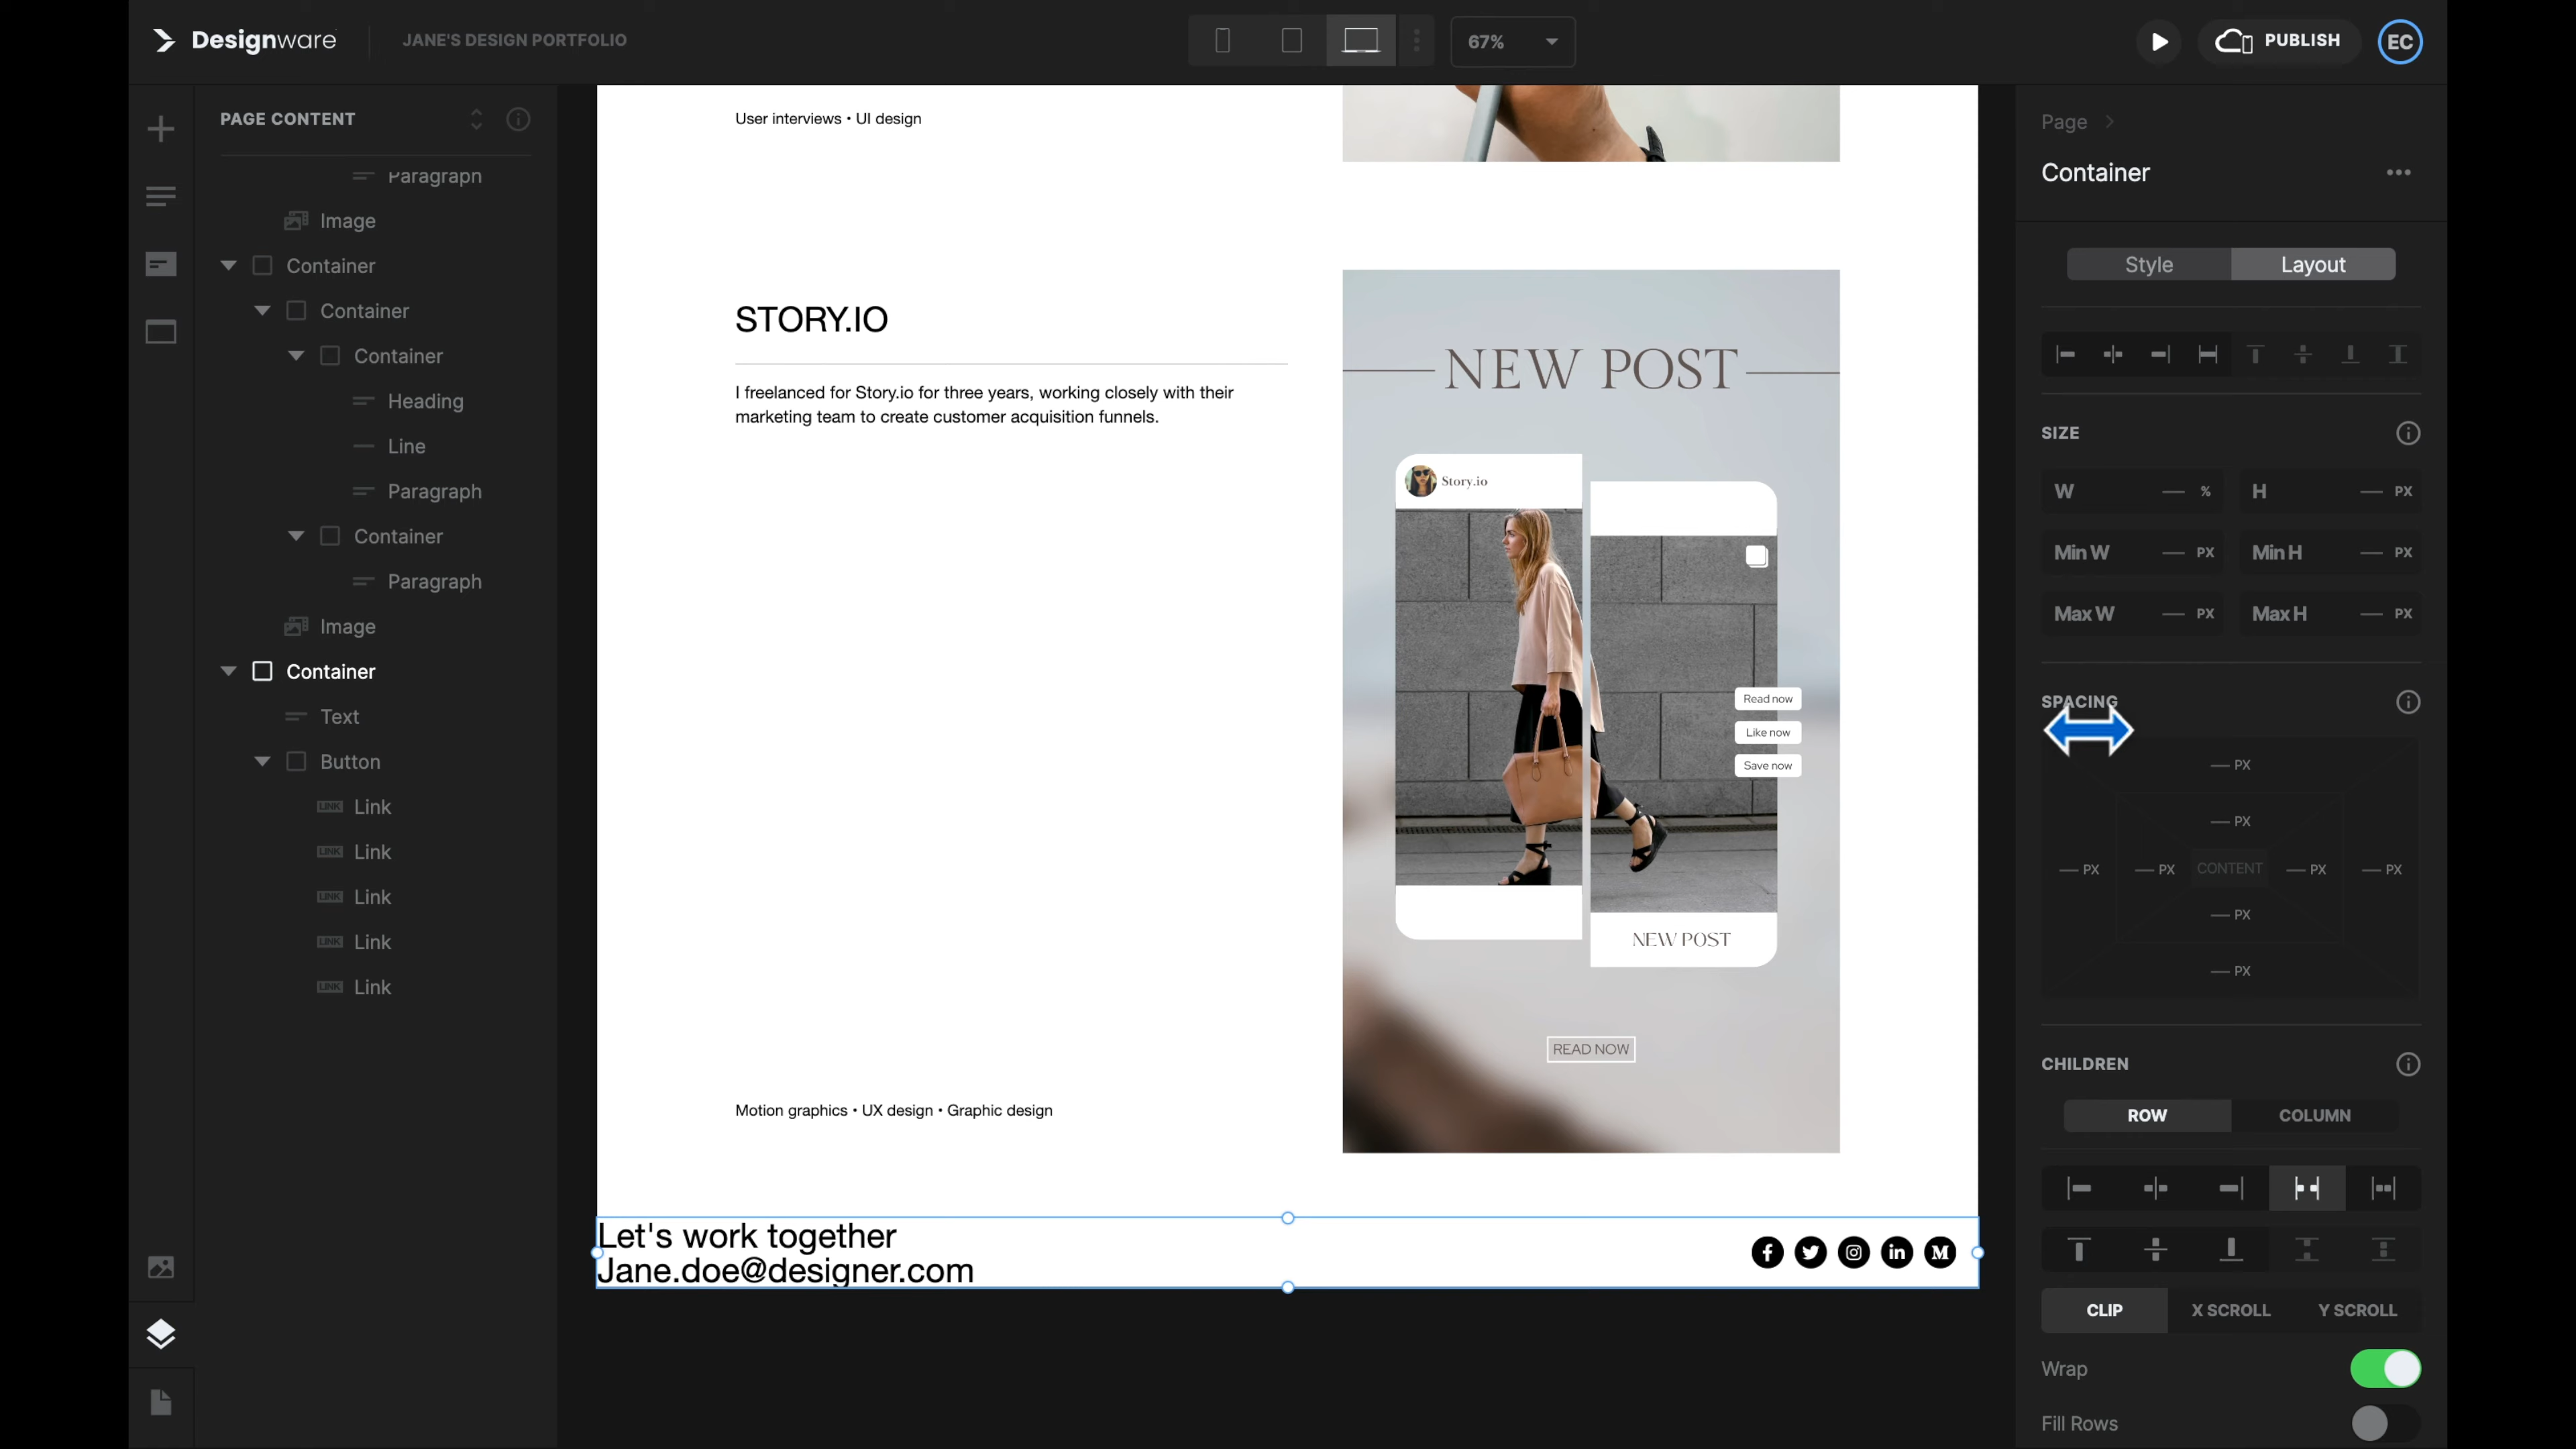 Designware
JANE'S DESIGN PORTFOLIO
67%
PUBLISH
EC
PAGE CONTENT
Paragraph
Image
Container
Container
Container
Heading
Line
Paragraph
Container
Paragraph
Image
Container
Text
Button
LINK Link
LINK Link
LINK Link
LINK Link
LINK Link
User interviews • UI design
STORY.IO
I freelanced for Story.io for three years, working closely with their
marketing team to create customer acquisition funnels.
Motion graphics • UX design • Graphic design
NEW POST
Story.io
Read now
Like now
Save now
NEW POST
READ NOW
Let's work together
Jane.doe@designer.com
Page
Container
Style Layout
SIZE
W — % H — PX
Min W — PX Min H — PX
Max W — PX Max H — PX
SPACING
— PX
— PX
— PX — PX CONTENT — PX — PX
— PX
— PX
CHILDREN
ROW COLUMN
CLIP X SCROLL Y SCROLL
Wrap
Fill Rows